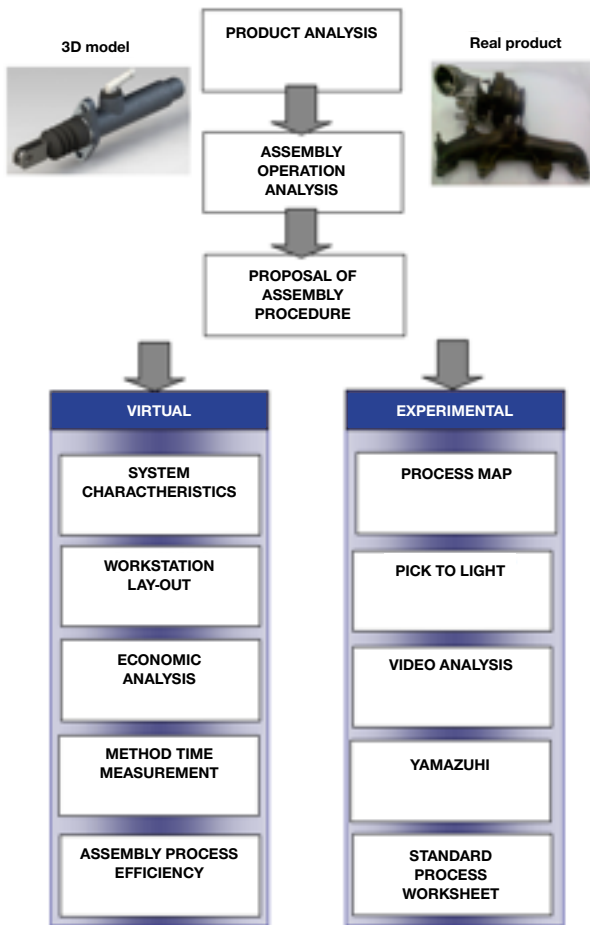 3D model
PRODUCT ANALYSIS
Real product
ASSEMBLY
OPERATION
ANALYSIS
PROPOSAL OF
ASSEMBLY
PROCEDURE
VIRTUAL
SYSTEM
CHARACTHERISTICS
WORKSTATION
LAY-OUT
ECONOMIC
ANALYSIS
METHOD TIME
MEASUREMENT
ASSEMBLY PROCESS
EFFICIENCY
EXPERIMENTAL
PROCESS MAP
PICK TO LIGHT
VIDEO ANALYSIS
YAMAZUHI
STANDARD
PROCESS
WORKSHEET